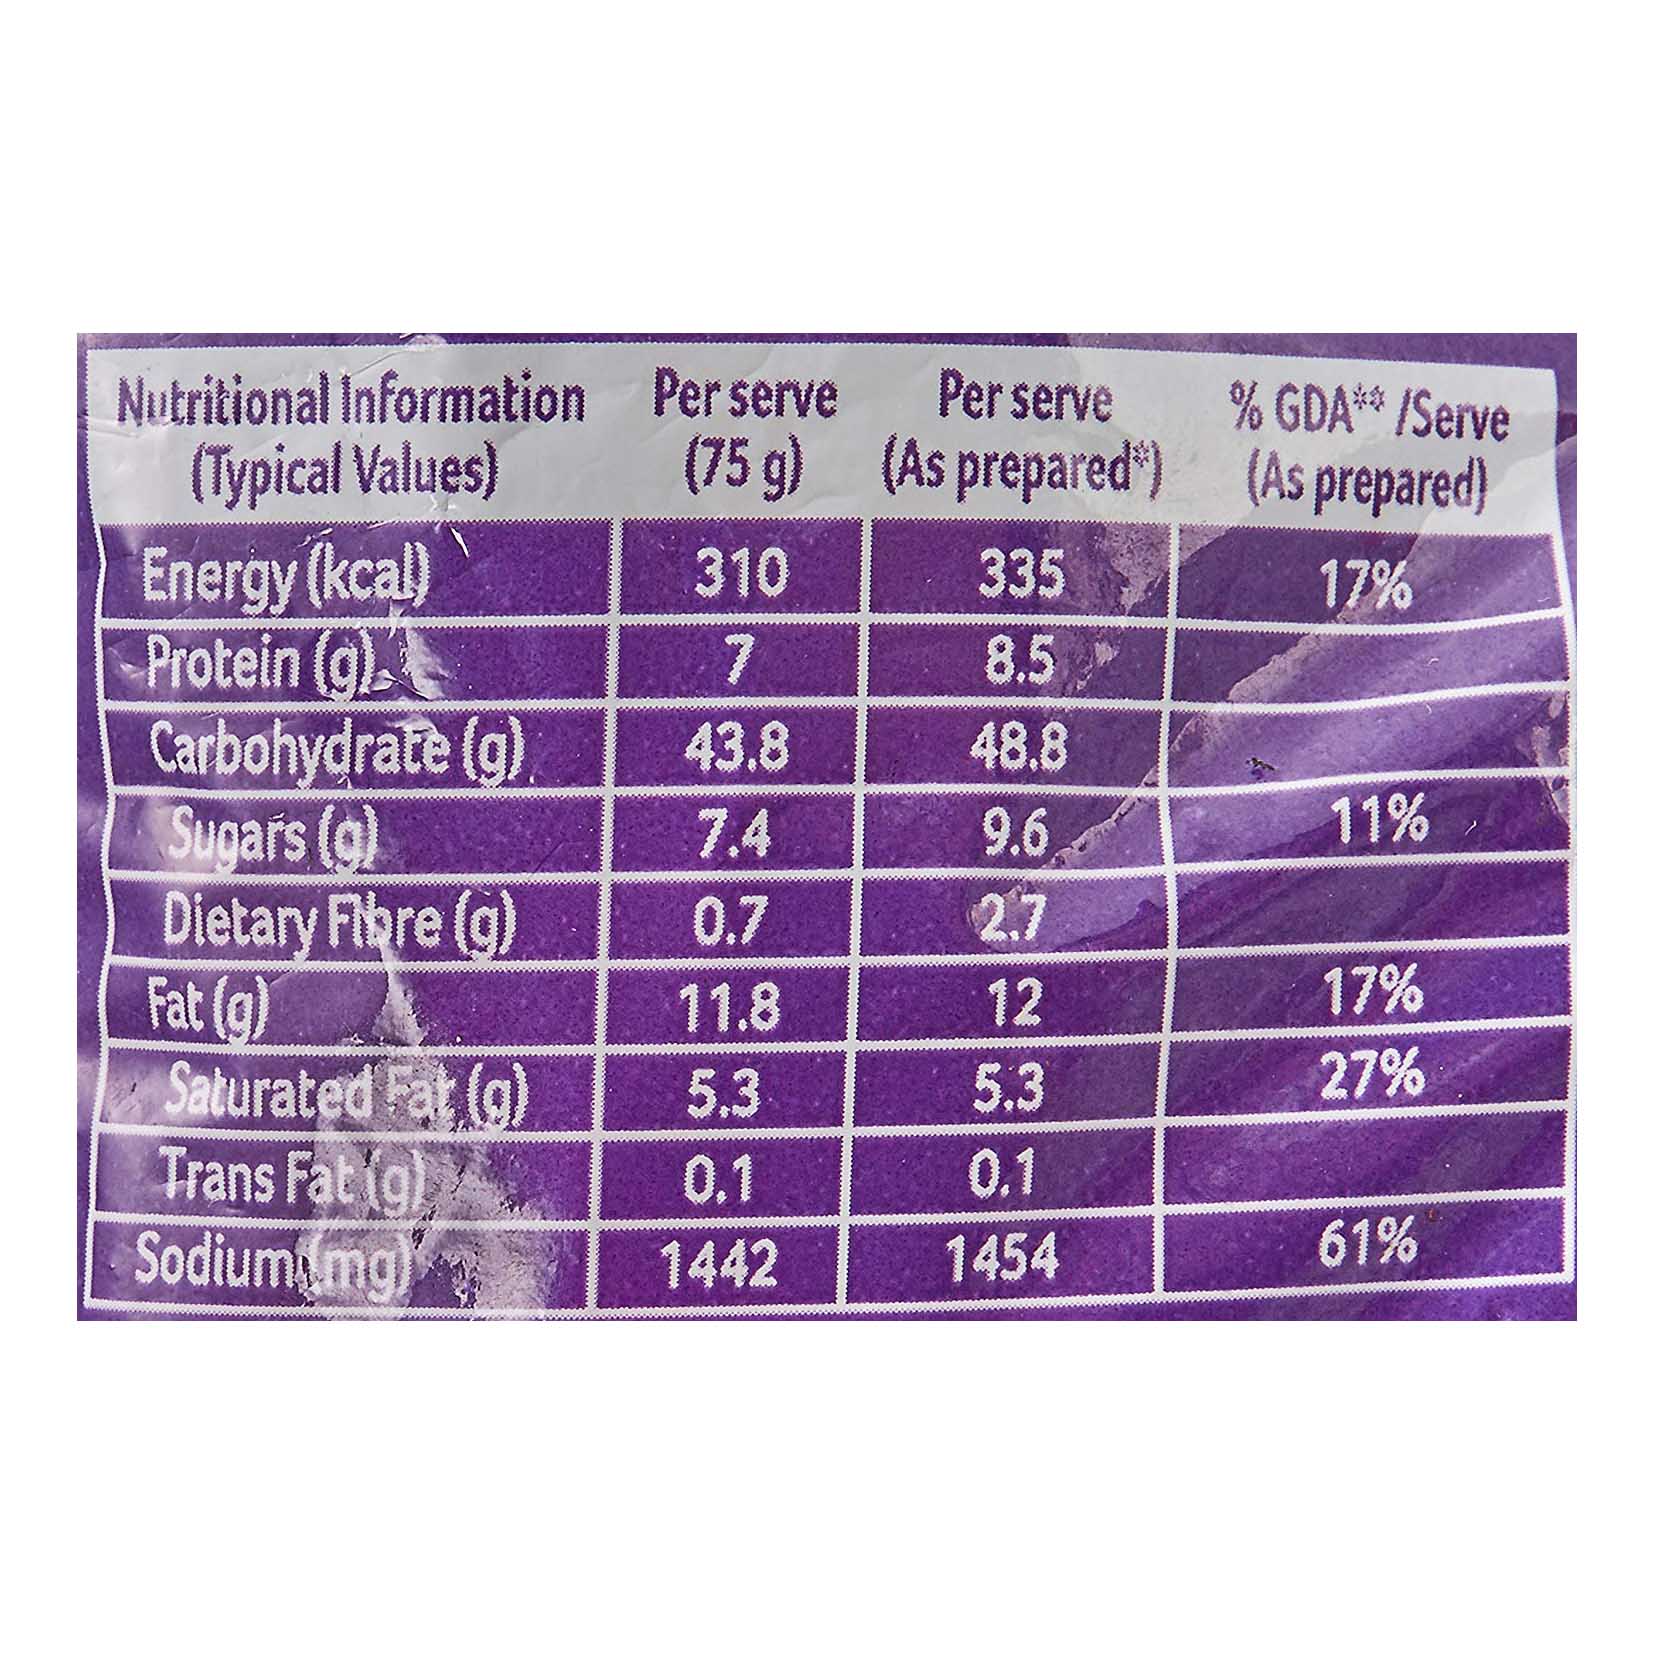 Nutritional Information Per serve Per serve % GDA** /Serve
(Typical Values) (75 g) (As prepared*) (As prepared)
Energy (kcal) 310 335 17%
Protein (g) 7 8.5
Carbohydrate (g) 43.8 48.8
Sugars (g) 7.4 9.6 11%
Dietary Fibre (g) 0.7 2.7
Fat (g) 11.8 12 17%
Saturated Fat (g) 5.3 5.3 27%
Trans Fat (g) 0.1 0.1
Sodium (mg) 1442 1454 61%